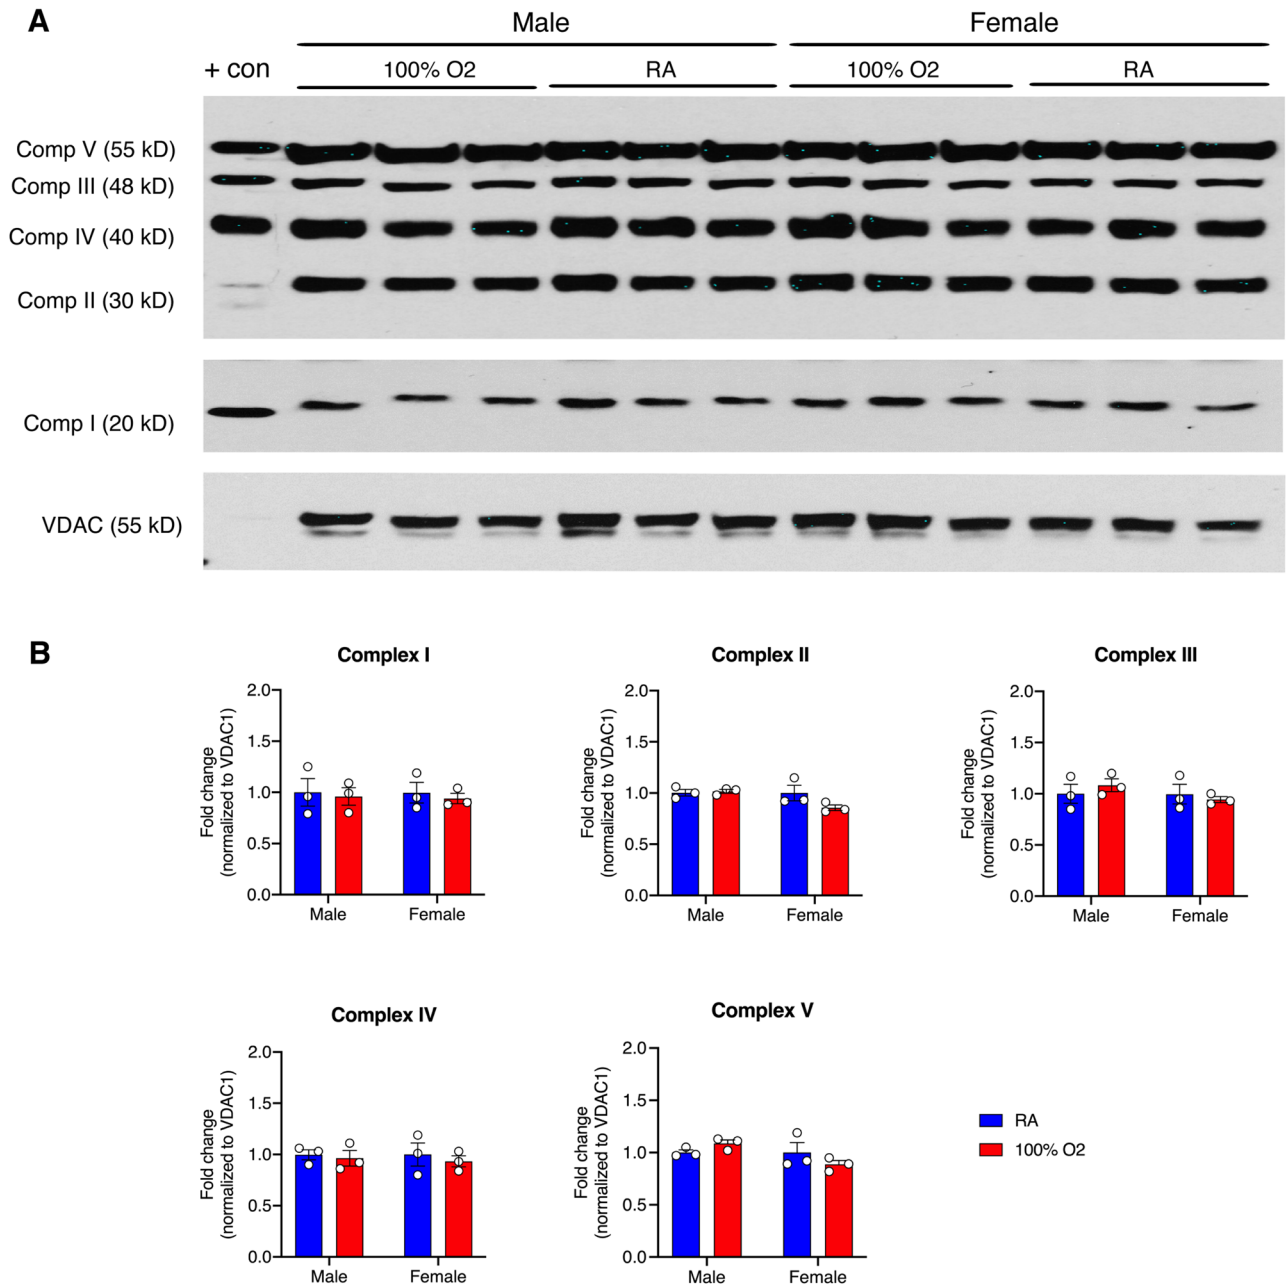 A
Male
Female
+ con
100% O2
RA
100% O2
RA
Comp V (55 kD)
Comp III (48 kD)
Comp IV (40 kD)
Comp II (30 kD)
Comp I (20 kD)
VDAC (55 kD)
B
Complex I
Fold change
(normalized to VDAC1)
2.0
1.5
1.0
0.5
0.0
Male
Female
Complex II
Fold change
(normalized to VDAC1)
2.0
1.5
1.0
0.5
0.0
Male
Female
Complex III
Fold change
(normalized to VDAC1)
2.0
1.5
1.0
0.5
0.0
Male
Female
Complex IV
Fold change
(normalized to VDAC1)
2.0
1.5
1.0
0.5
0.0
Male
Female
Complex V
Fold change
(normalized to VDAC1)
2.0
1.5
1.0
0.5
0.0
Male
Female
RA
100% O2